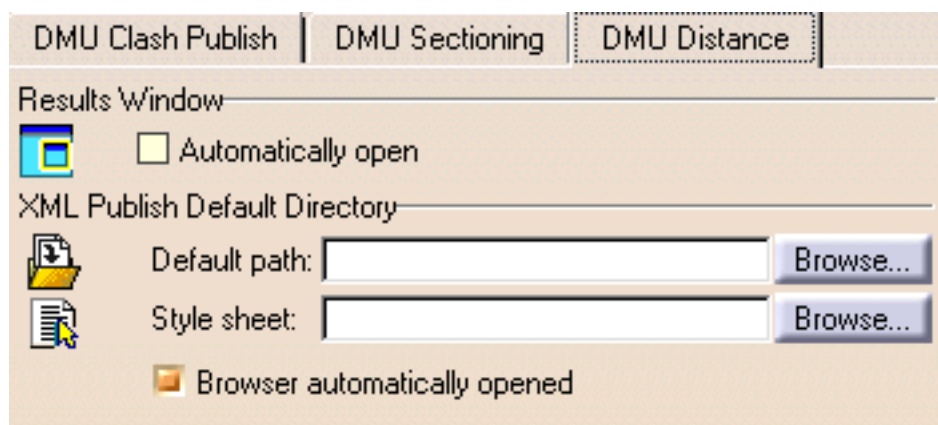 DMU Clash Publish DMU Sectioning DMU Distance
Results Window
Automatically open
XML Publish Default Directory
Default path: Browse...
Style sheet: Browse...
Browser automatically opened